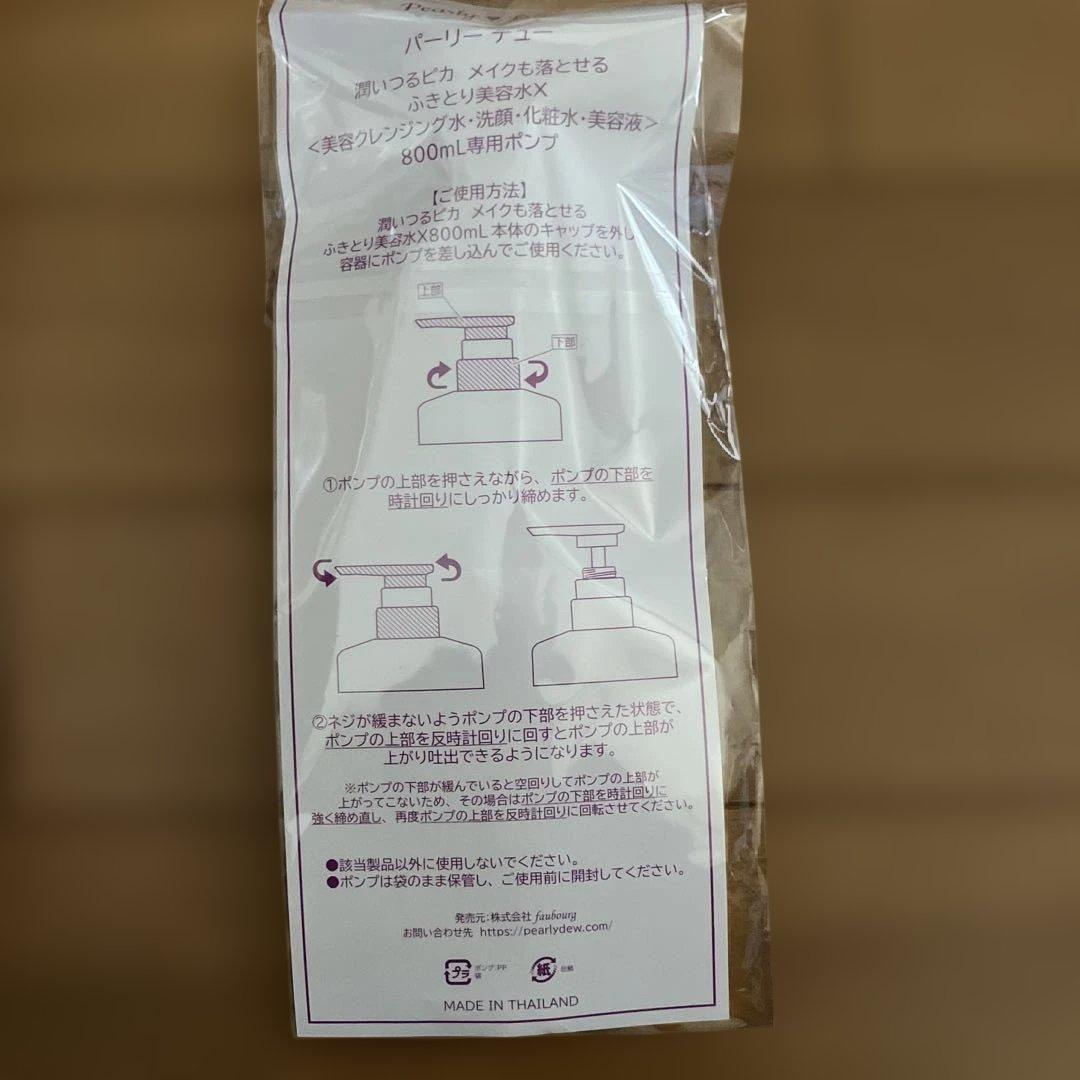 Pearly
パーリー デュー
潤いつるピカ メイクも落とせる
ふきとり美容水X
＜美容クレンジング水・洗顔・化粧水・美容液＞
800mL専用ポンプ
【ご使用方法】
潤いつるピカ メイクも落とせる
ふきとり美容水X800mL本体のキャップを外し
容器にポンプを差し込んでご使用ください。
上部
下部
①ポンプの上部を押さえながら、ポンプの下部を
時計回りにしっかり締めます。
②ネジが緩まないようポンプの下部を押さえた状態で、
ポンプの上部を反時計回りに回すとポンプの上部が
上がり吐出できるようになります。
※ポンプの下部が緩んでいると空回りしてポンプの上部が
上がってこないため、その場合はポンプの下部を時計回りに
強く締め直し、再度ポンプの上部を反時計回りに回転させてください。
●該当製品以外に使用しないでください。
●ポンプは袋のまま保管し、ご使用前に開封してください。
発売元：株式会社 faubourg
お問い合わせ先 https://pearlydew.com/
プラ ポンプ:PP
袋
紙 台紙
MADE IN THAILAND